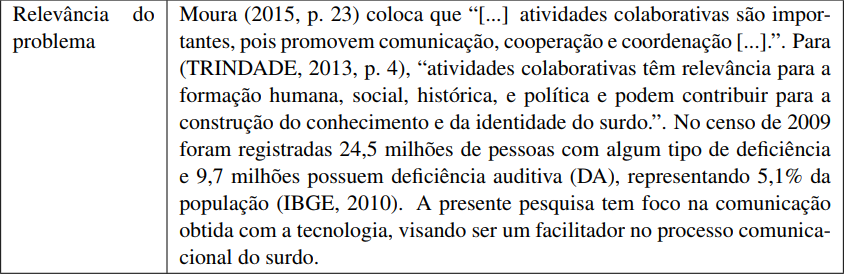 Relevância do
problema
Moura (2015, p. 23) coloca que “[...] atividades colaborativas são impor-
tantes, pois promovem comunicação, cooperação e coordenação [...].”. Para
(TRINDADE, 2013, p. 4), “atividades colaborativas têm relevância para a
formação humana, social, histórica, e política e podem contribuir para a
construção do conhecimento e da identidade do surdo.”. No censo de 2009
foram registradas 24,5 milhões de pessoas com algum tipo de deficiência
e 9,7 milhões possuem deficiência auditiva (DA), representando 5,1% da
população (IBGE, 2010). A presente pesquisa tem foco na comunicação
obtida com a tecnologia, visando ser um facilitador no processo comunica-
cional do surdo.